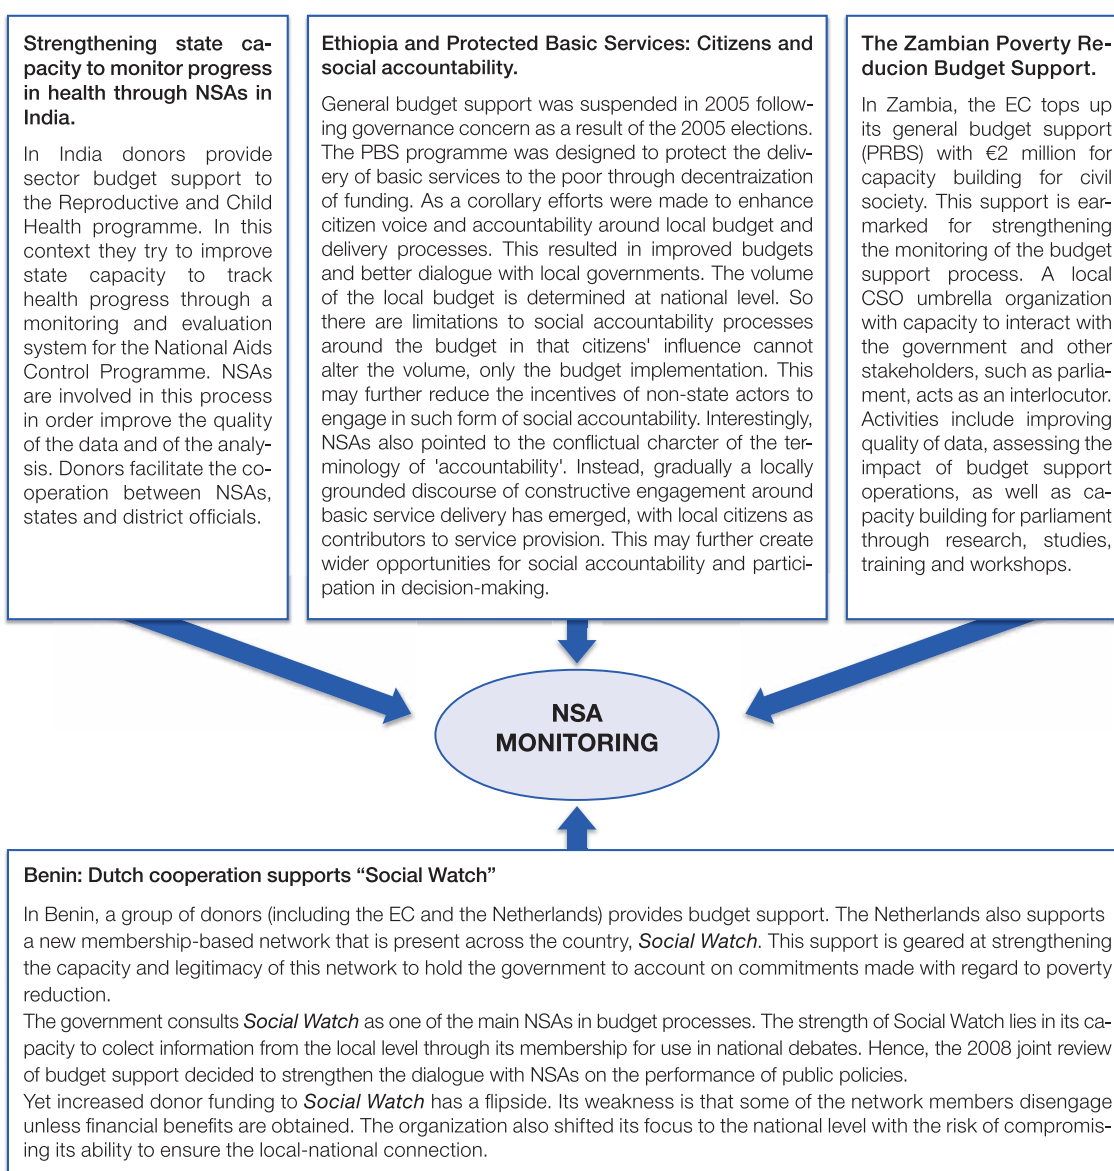 Strengthening state ca-
pacity to monitor progress
in health through NSAs in
India.
In India donors provide
sector budget support to
the Reproductive and Child
Health programme. In this
context they try to improve
state capacity to track
health progress through a
monitoring and evaluation
system for the National Aids
Control Programme. NSAs
are involved in this process
in order improve the quality
of the data and of the analy-
sis. Donors facilitate the co-
operation between NSAs,
states and district officials.
Ethiopia and Protected Basic Services: Citizens and
social accountability.
General budget support was suspended in 2005 follow-
ing governance concern as a result of the 2005 elections.
The PBS programme was designed to protect the deliv-
ery of basic services to the poor through decentraization
of funding. As a corollary efforts were made to enhance
citizen voice and accountability around local budget and
delivery processes. This resulted in improved budgets
and better dialogue with local governments. The volume
of the local budget is determined at national level. So
there are limitations to social accountability processes
around the budget in that citizens' influence cannot
alter the volume, only the budget implementation. This
may further reduce the incentives of non-state actors to
engage in such form of social accountability. Interestingly,
NSAs also pointed to the conflictual charcter of the ter-
minology of 'accountability'. Instead, gradually a locally
grounded discourse of constructive engagement around
basic service delivery has emerged, with local citizens as
contributors to service provision. This may further create
wider opportunities for social accountability and partici-
pation in decision-making.
The Zambian Poverty Re-
ducion Budget Support.
In Zambia, the EC tops up
its general budget support
(PRBS) with €2 million for
capacity building for civil
society. This support is ear-
marked for strengthening
the monitoring of the budget
support process. A local
CSO umbrella organization
with capacity to interact with
the government and other
stakeholders, such as parlia-
ment, acts as an interlocutor.
Activities include improving
quality of data, assessing the
impact of budget support
operations, as well as ca-
pacity building for parliament
through research, studies,
training and workshops.
NSA
MONITORING
Benin: Dutch cooperation supports “Social Watch”
In Benin, a group of donors (including the EC and the Netherlands) provides budget support. The Netherlands also supports
a new membership-based network that is present across the country, Social Watch. This support is geared at strengthening
the capacity and legitimacy of this network to hold the government to account on commitments made with regard to poverty
reduction.
The government consults Social Watch as one of the main NSAs in budget processes. The strength of Social Watch lies in its ca-
pacity to colect information from the local level through its membership for use in national debates. Hence, the 2008 joint review
of budget support decided to strengthen the dialogue with NSAs on the performance of public policies.
Yet increased donor funding to Social Watch has a flipside. Its weakness is that some of the network members disengage
unless financial benefits are obtained. The organization also shifted its focus to the national level with the risk of compromis-
ing its ability to ensure the local-national connection.